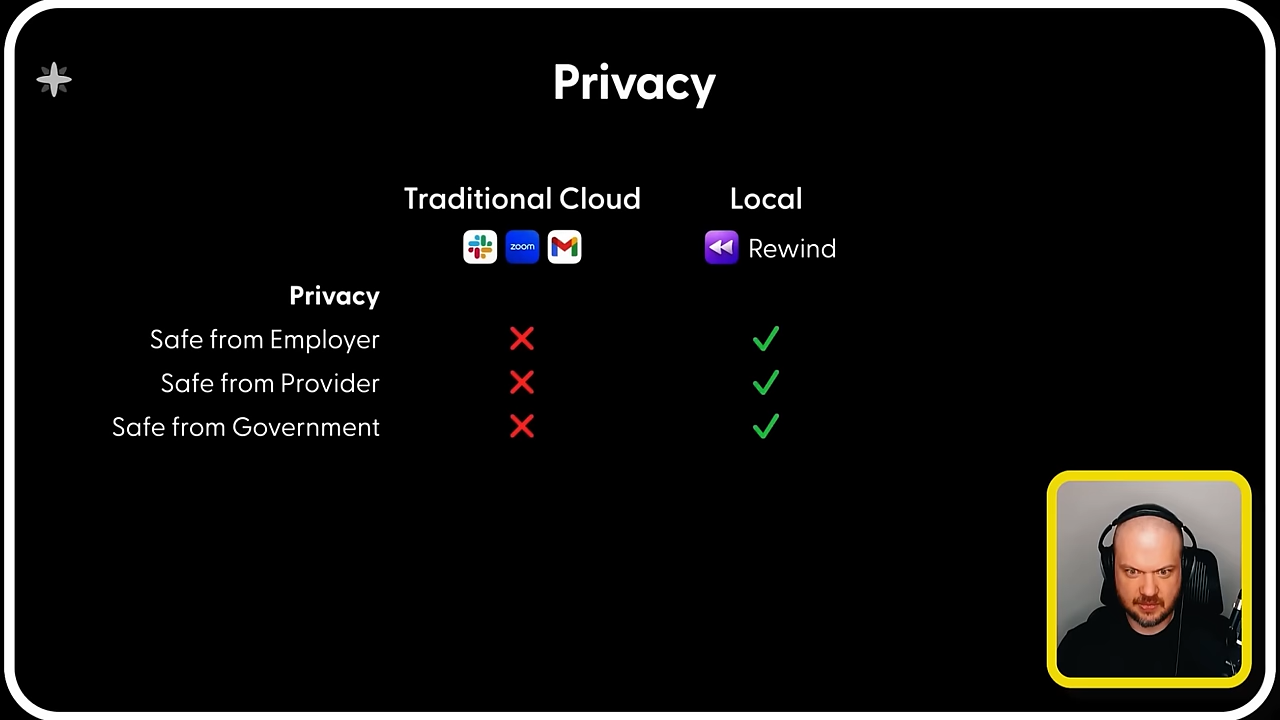 Privacy
Traditional Cloud Local
zoom Rewind
Privacy
Safe from Employer
Safe from Provider
Safe from Government